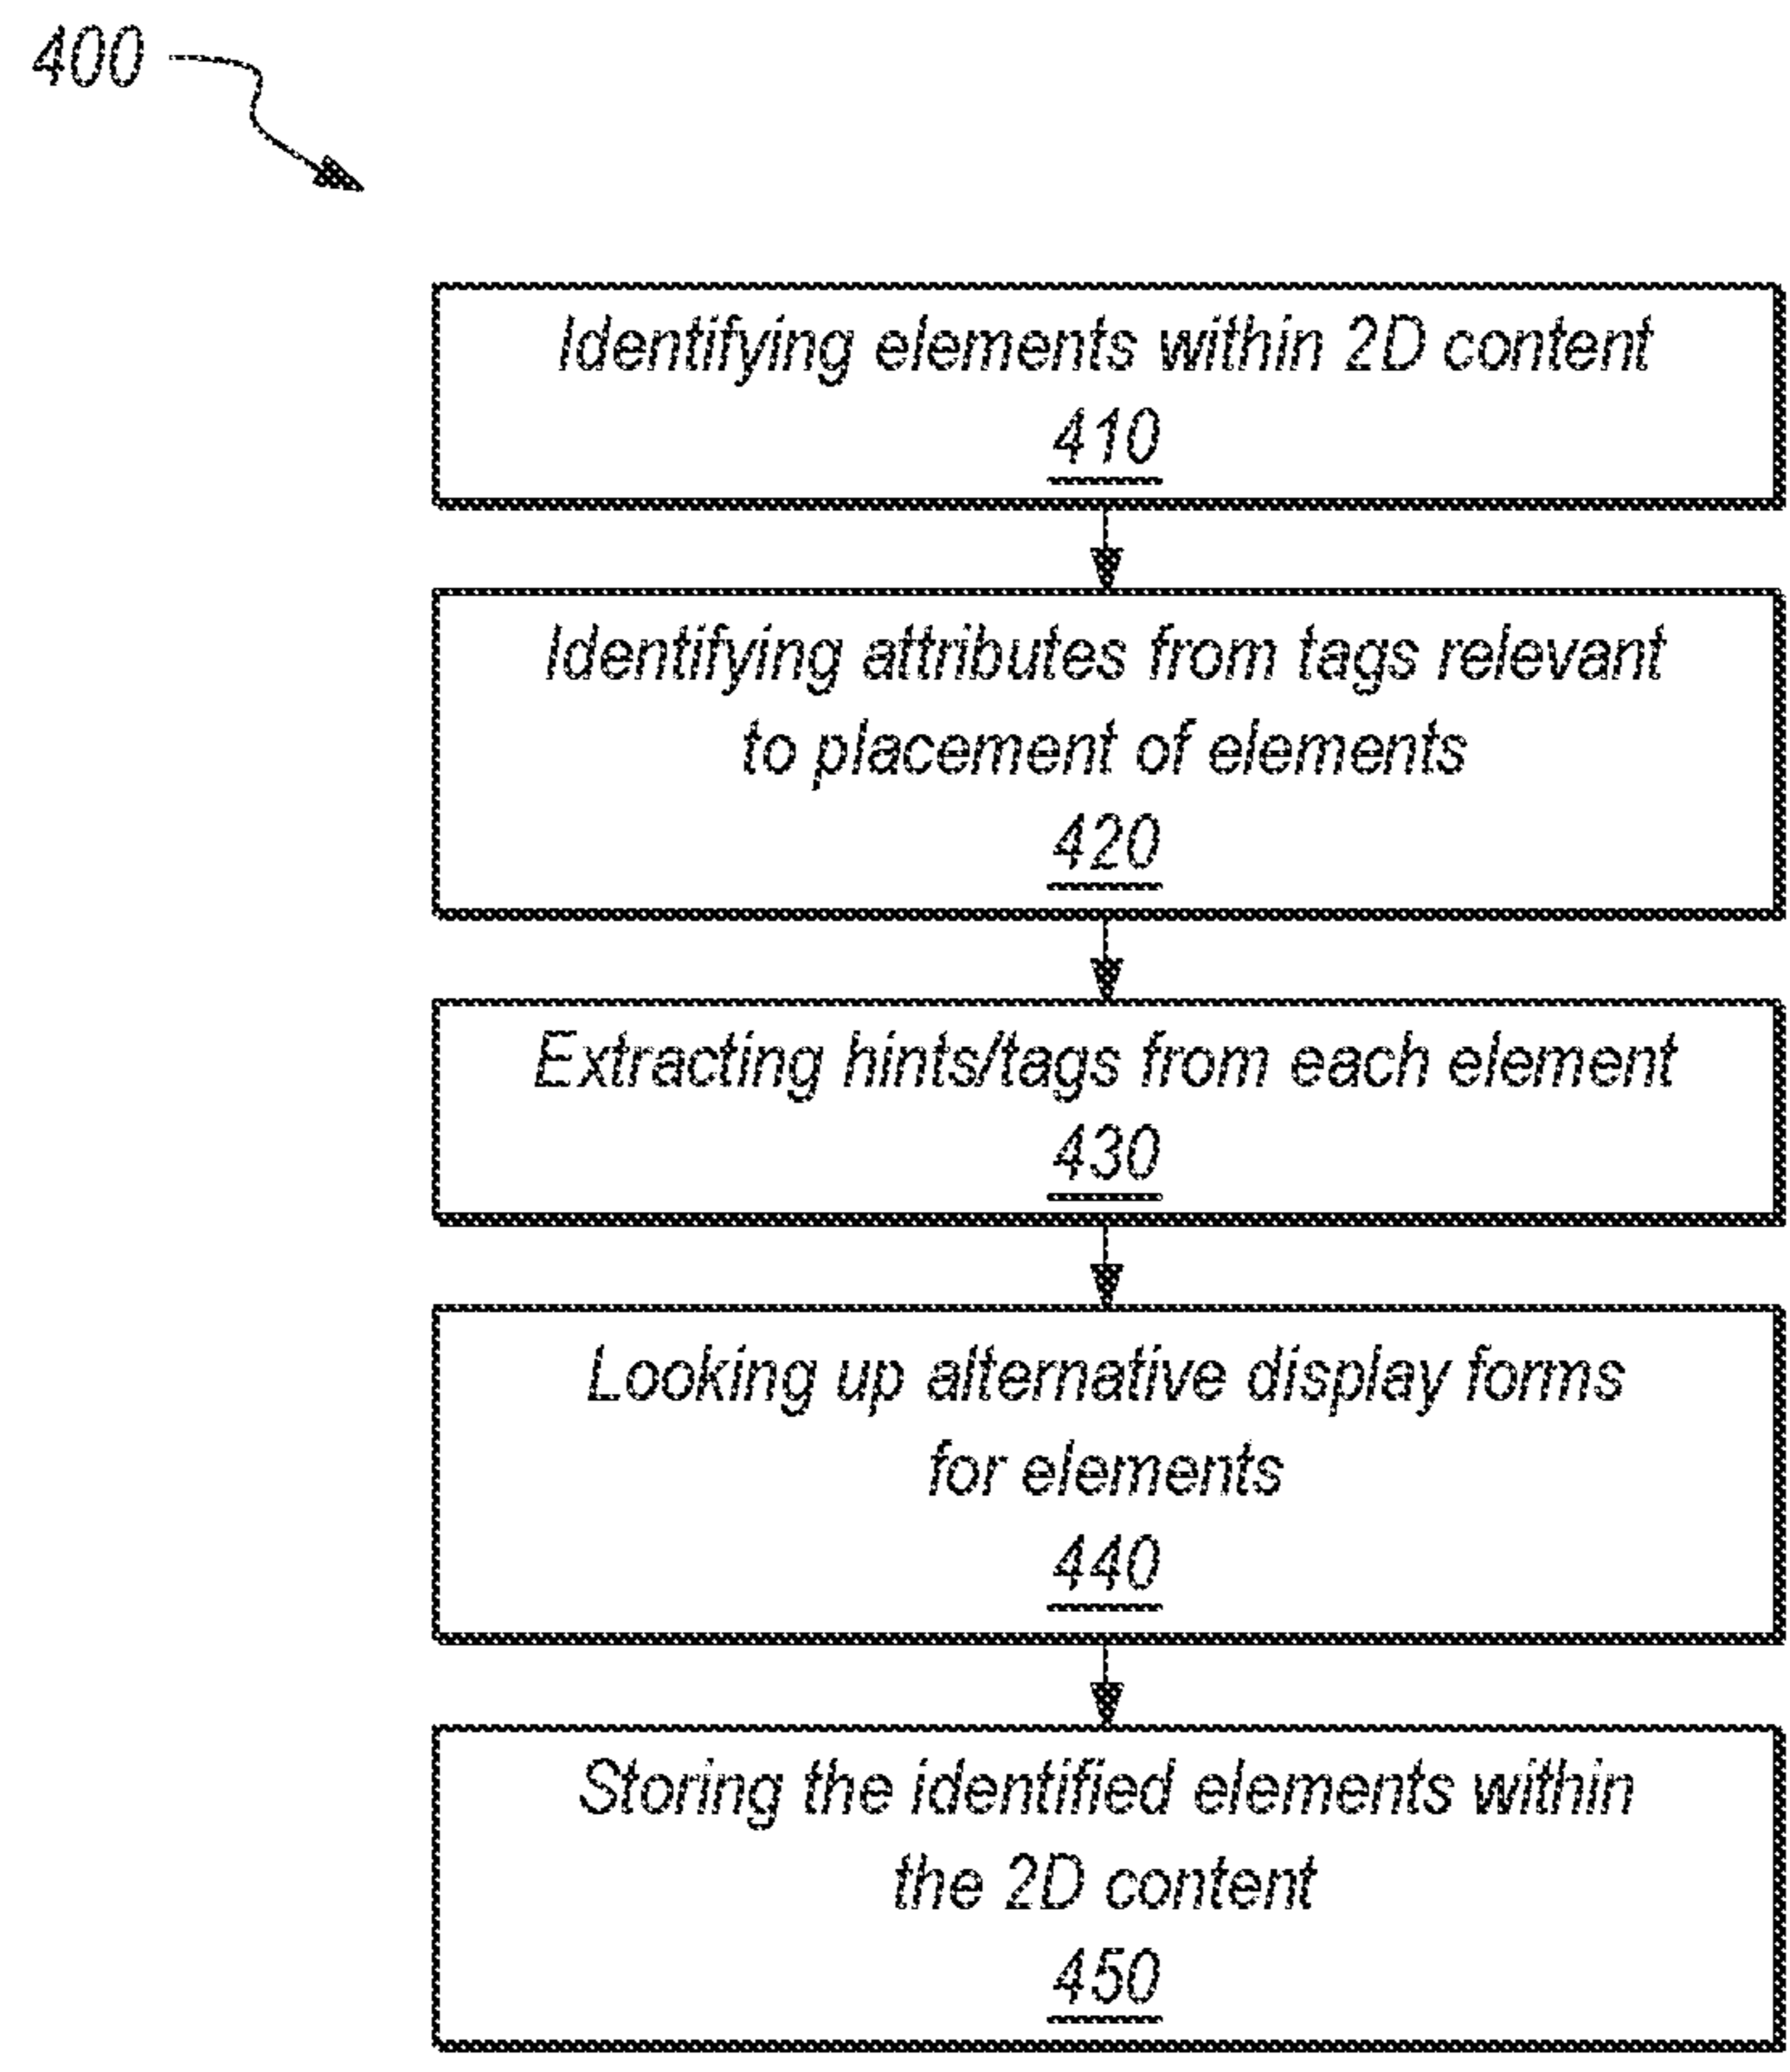 400
Identifying elements within 2D content
410
Identifying attributes from tags relevant
to placement of elements
420
Extracting hints/tags from each element
430
Looking up alternative display forms
for elements
440
Storing the identified elements within
the 2D content
450